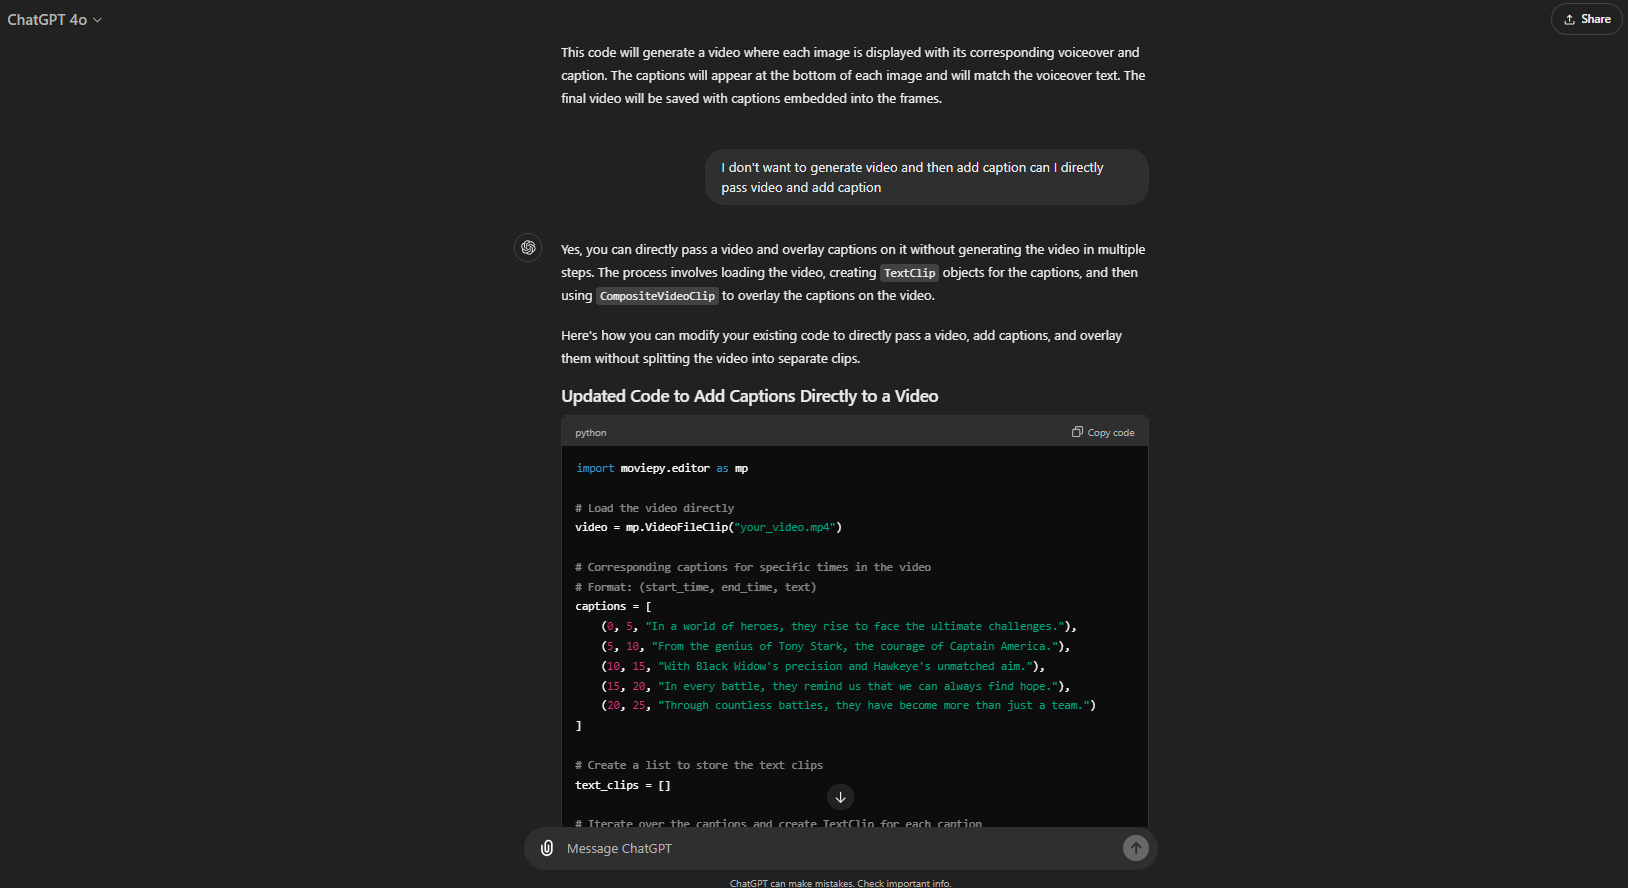 ChatGPT 4o
Share
This code will generate a video where each image is displayed with its corresponding voiceover and
caption. The captions will appear at the bottom of each image and will match the voiceover text. The
final video will be saved with captions embedded into the frames.
I don't want to generate video and then add caption can I directly
pass video and add caption
Yes, you can directly pass a video and overlay captions on it without generating the video in multiple
steps. The process involves loading the video, creating TextClip objects for the captions, and then
using CompositeVideoClip to overlay the captions on the video.
Here's how you can modify your existing code to directly pass a video, add captions, and overlay
them without splitting the video into separate clips.
Updated Code to Add Captions Directly to a Video
python
Copy code
import moviepy.editor as mp
# Load the video directly
video = mp.VideoFileClip("your_video.mp4")
# Corresponding captions for specific times in the video
# Format: (start_time, end_time, text)
captions = [
    (0, 5, "In a world of heroes, they rise to face the ultimate challenges."),
    (5, 10, "From the genius of Tony Stark, the courage of Captain America."),
    (10, 15, "With Black Widow's precision and Hawkeye's unmatched aim."),
    (15, 20, "In every battle, they remind us that we can always find hope."),
    (20, 25, "Through countless battles, they have become more than just a team.")
]
# Create a list to store the text clips
text_clips = []
# Iterate over the captions and create TextClip for each caption
Message ChatGPT
ChatGPT can make mistakes. Check important info.